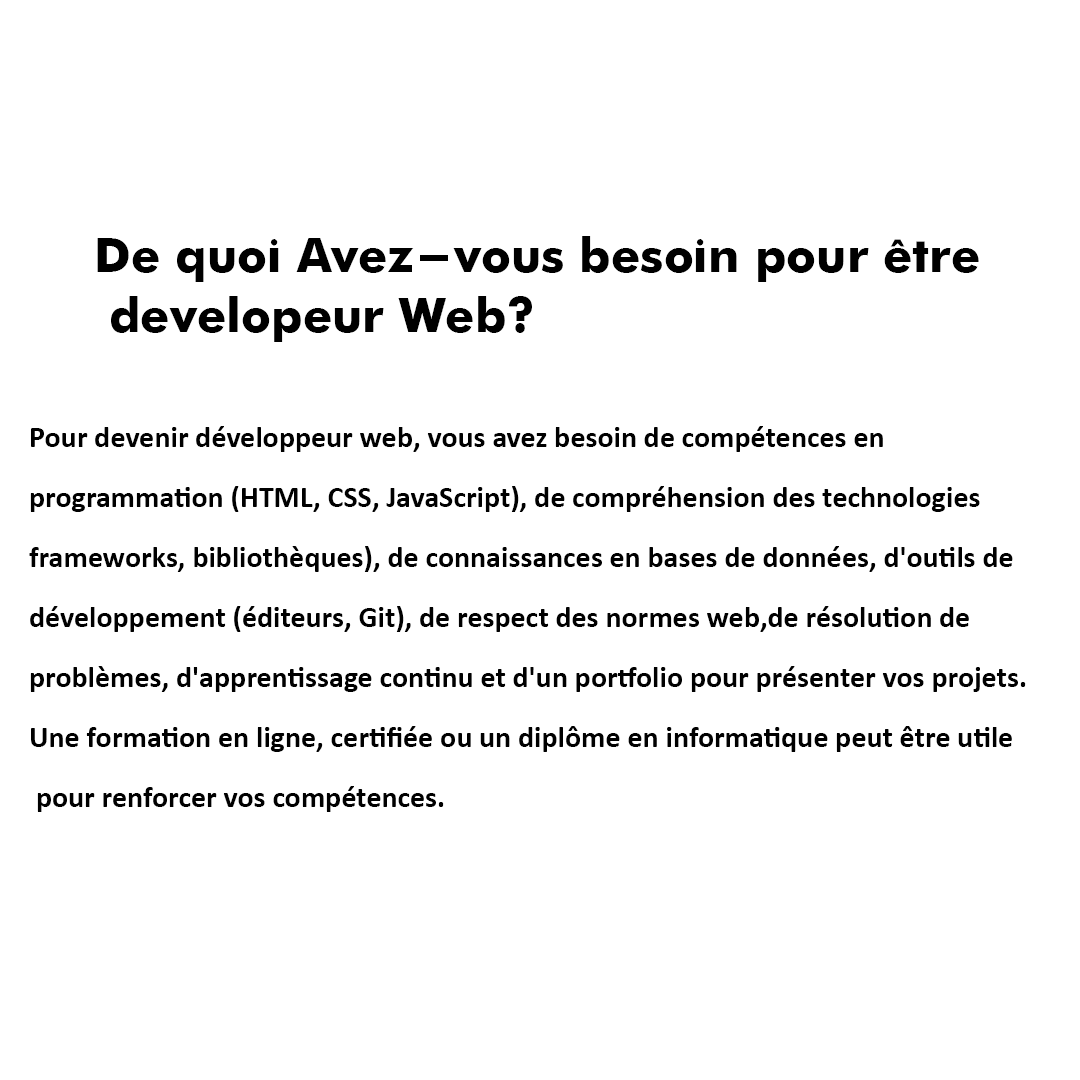 De quoi Avez-vous besoin pour être
developeur Web?
Pour devenir développeur web, vous avez besoin de compétences en
programmation (HTML, CSS, JavaScript), de compréhension des technologies
frameworks, bibliothèques), de connaissances en bases de données, d'outils de
développement (éditeurs, Git), de respect des normes web,de résolution de
problèmes, d'apprentissage continu et d'un portfolio pour présenter vos projets.
Une formation en ligne, certifiée ou un diplôme en informatique peut être utile
pour renforcer vos compétences.